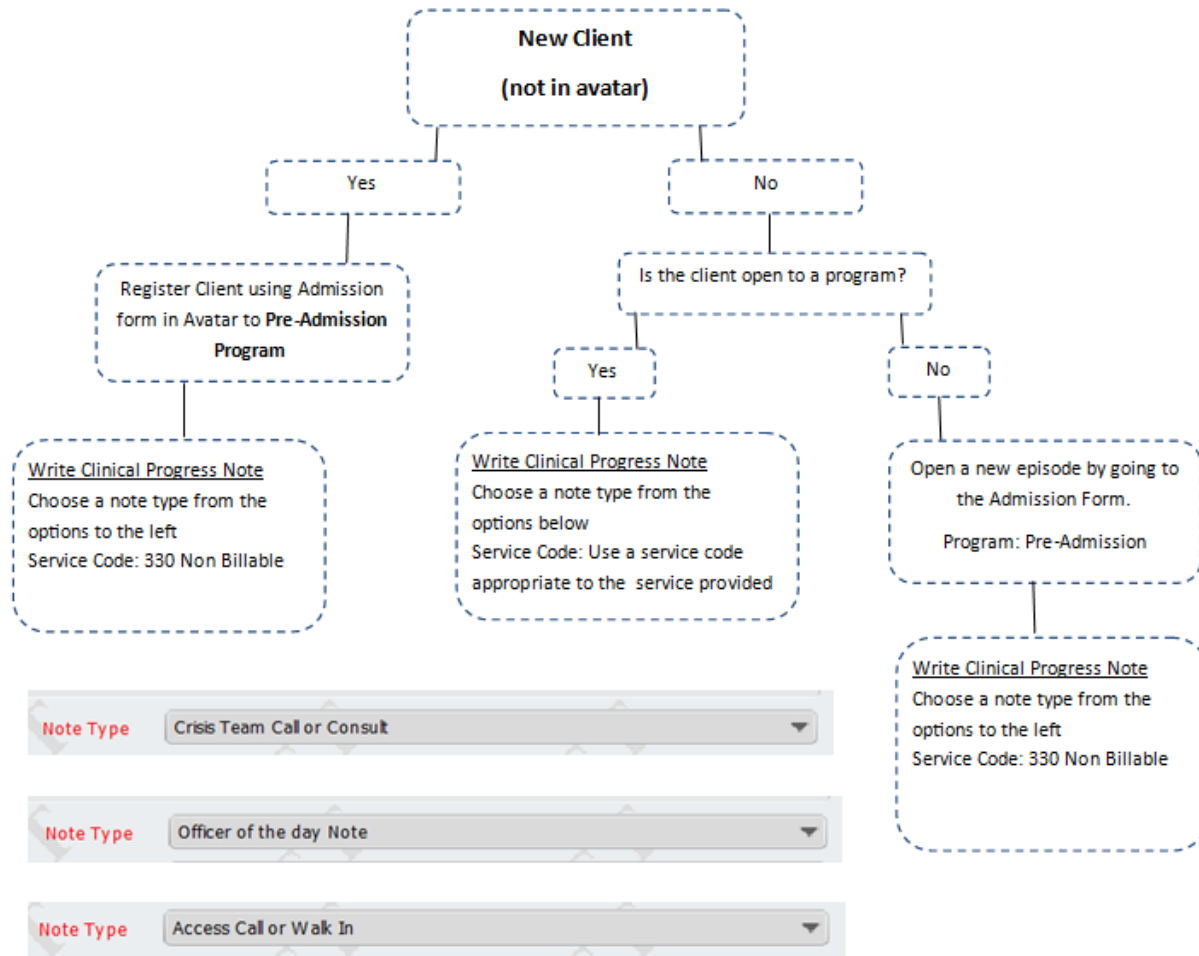 New Client
(not in avatar)
Yes
No
Register Client using Admission
form in Avatar to Pre-Admission
Program
Is the client open to a program?
Yes
No
Write Clinical Progress Note
Choose a note type from the
options to the left
Service Code: 330 Non Billable
Write Clinical Progress Note
Choose a note type from the
options below
Service Code: Use a service code
appropriate to the service provided
Open a new episode by going to
the Admission Form.
Program: Pre-Admission
Write Clinical Progress Note
Choose a note type from the
options to the left
Service Code: 330 Non Billable
Note Type Crisis Team Call or Consult
Note Type Officer of the day Note
Note Type Access Call or Walk In